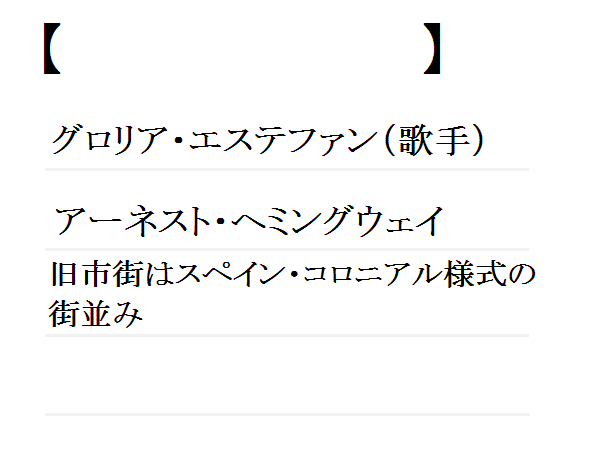 【　　　　　　　　】
グロリア・エステファン（歌手）
アーネスト・ヘミングウェイ
旧市街はスペイン・コロニアル様式の
街並み